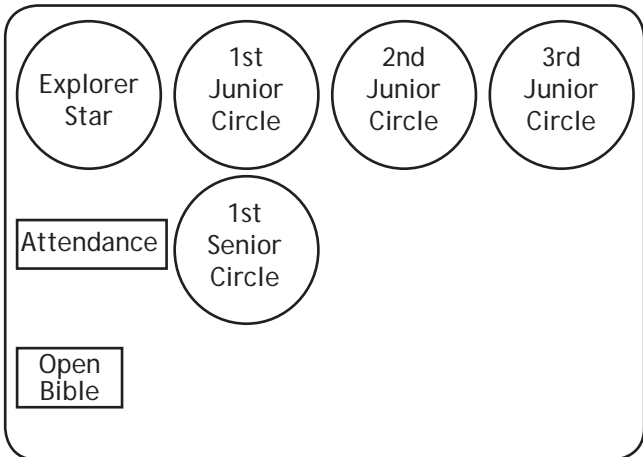 Explorer
Star
1st
Junior
Circle
2nd
Junior
Circle
3rd
Junior
Circle
Attendance
1st
Senior
Circle
Open
Bible